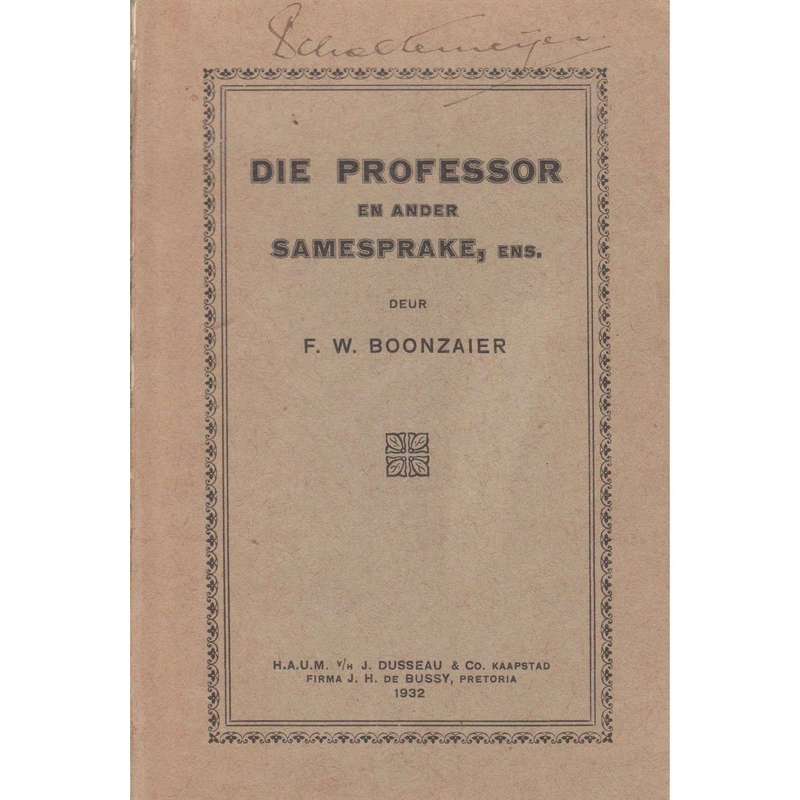 DIE PROFESSOR
EN ANDER
SAMESPRAKE, ENS.
DEUR
F. W. BOONZAIER
H.A.U.M. V/H J. DUSSEAU & Co. KAAPSTAD
FIRMA J. H. DE BUSSY, PRETORIA
1932